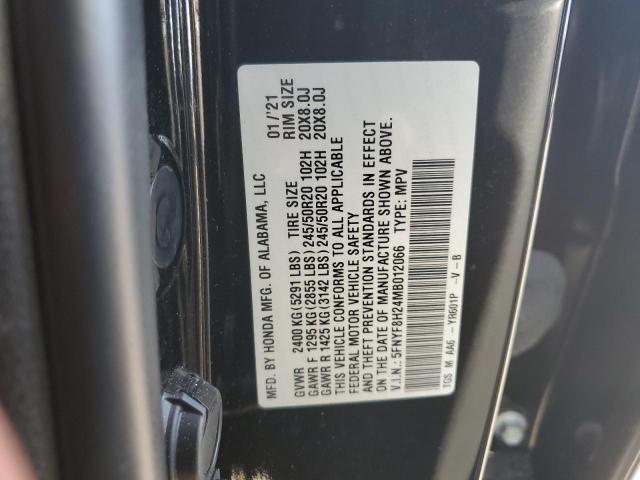 MFD. BY HONDA MFG. OF ALABAMA, LLC 01/'21
TIRE SIZE RIM SIZE
GVWR 2400 KG (5291 LBS)
GAWR F 1295 KG (2855 LBS) 245/50R20 102H 20X8.0J
GAWR R 1425 KG (3142 LBS) 245/50R20 102H 20X8.0J
THIS VEHICLE CONFORMS TO ALL APPLICABLE
FEDERAL MOTOR VEHICLE SAFETY
AND THEFT PREVENTION STANDARDS IN EFFECT
ON THE DATE OF MANUFACTURE SHOWN ABOVE.
V.I.N.: 5FNYF8H24MB012066 TYPE: MPV
TGS M AA6 -YR601P -V-B